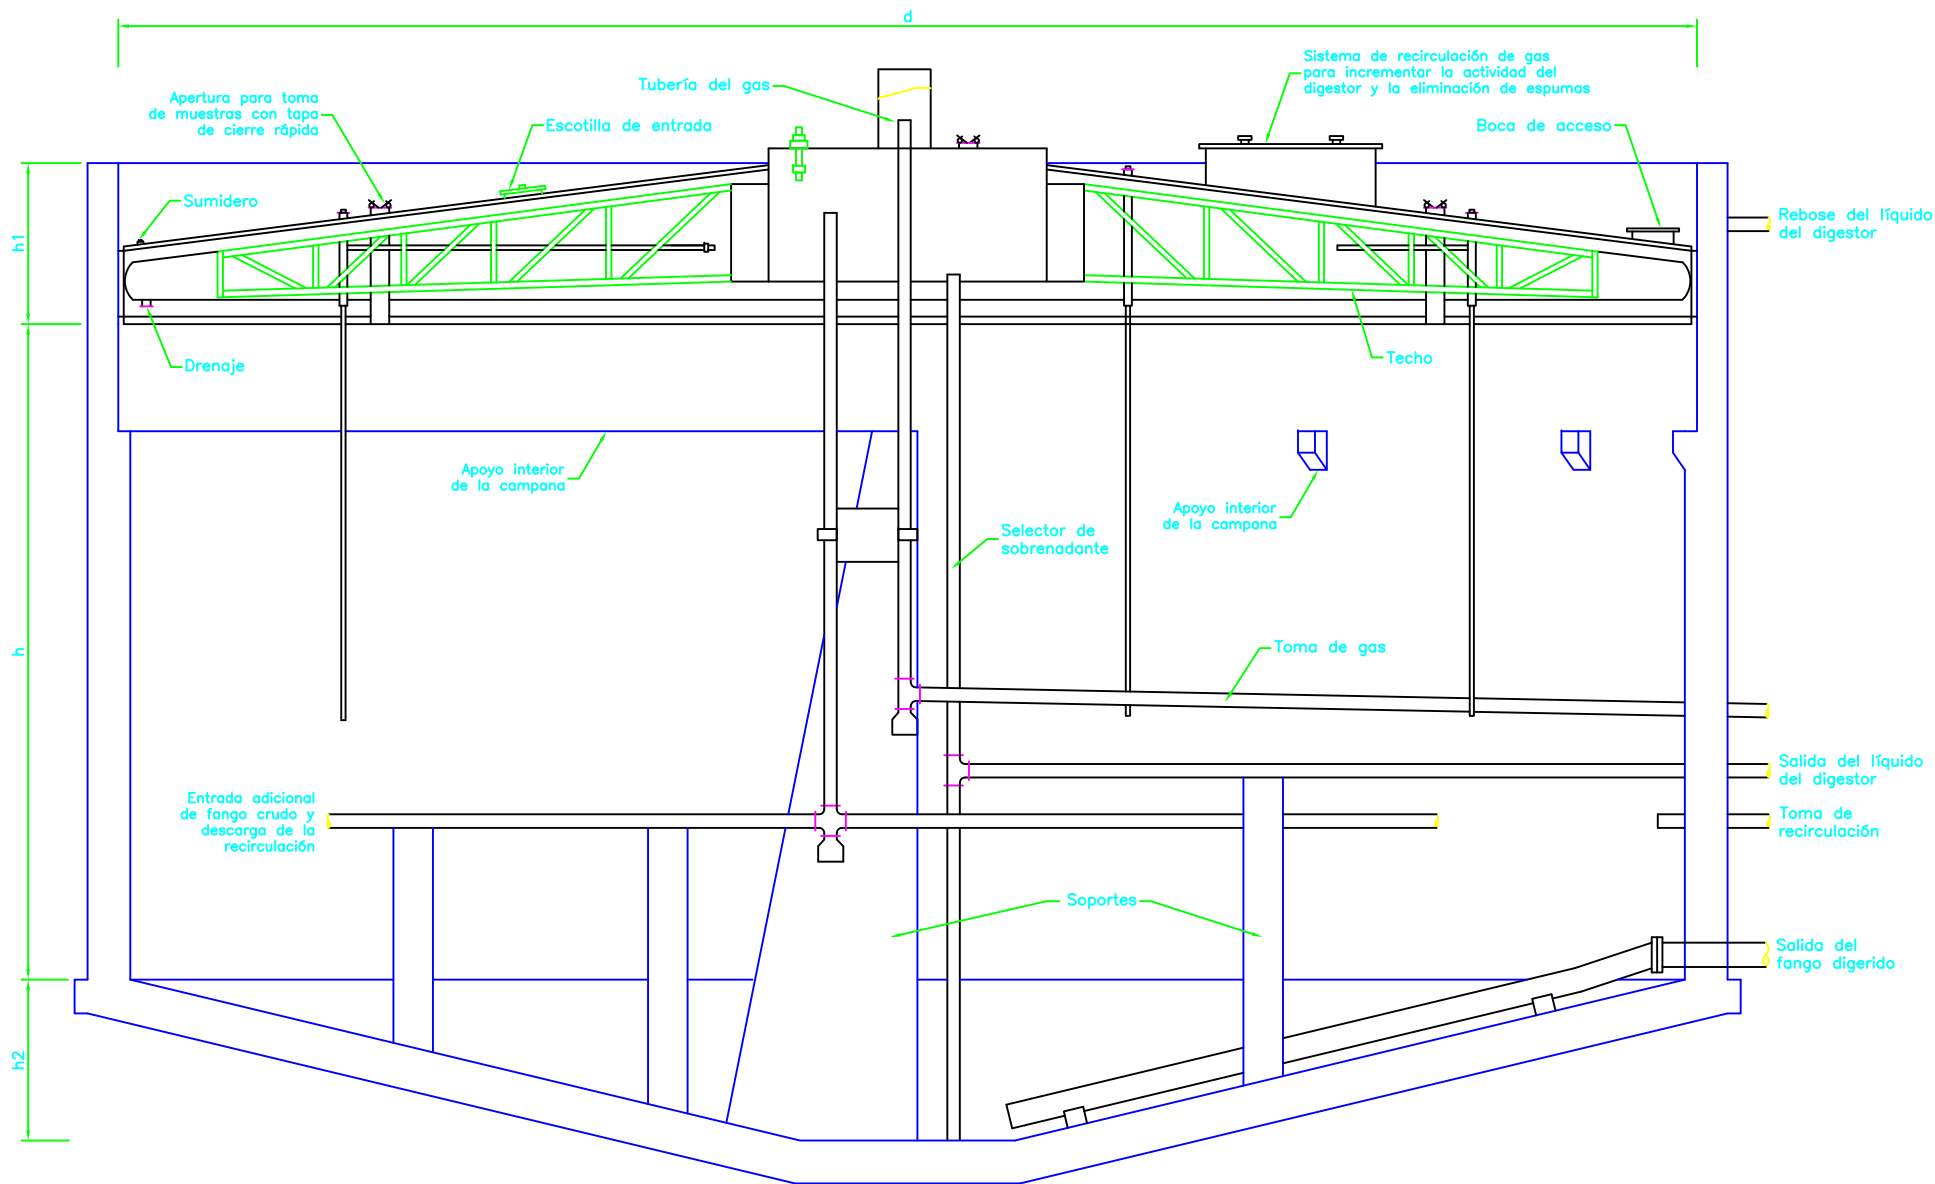 d
Sistema de recirculación de gas
para incrementar la actividad del
digestor y la eliminación de espumas
Tubería del gas
Apertura para toma
de muestras con tapa
de cierre rápida
Escotilla de entrada
Boca de acceso
Sumidero
Rebose del líquido
del digestor
h1
Drenaje
Techo
Apoyo interior
de la campana
Apoyo interior
de la campana
Selector de
sobrenadante
h
Toma de gas
Salida del líquido
del digestor
Entrada adicional
de fango crudo y
descarga de la
recirculación
Toma de
recirculación
Soportes
Salida del
fango digerido
h2